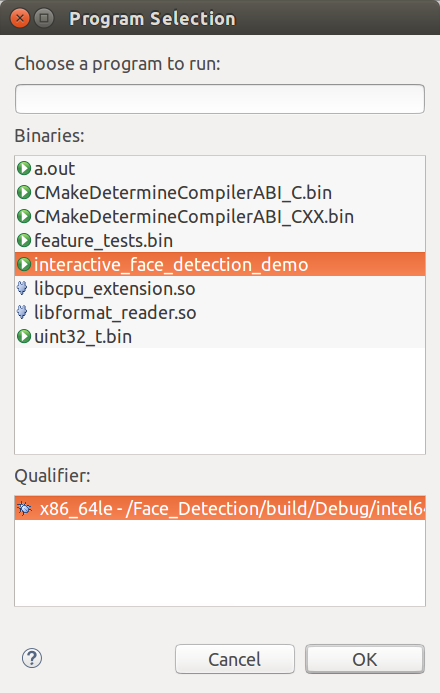 Program Selection
Choose a program to run:
Binaries:
a.out
CMakeDetermineCompilerABI_C.bin
CMakeDetermineCompilerABI_CXX.bin
feature_tests.bin
interactive_face_detection_demo
libcpu_extension.so
libformat_reader.so
uint32_t.bin
Qualifier:
x86_64le - /Face_Detection/build/Debug/intel64
?
Cancel
OK